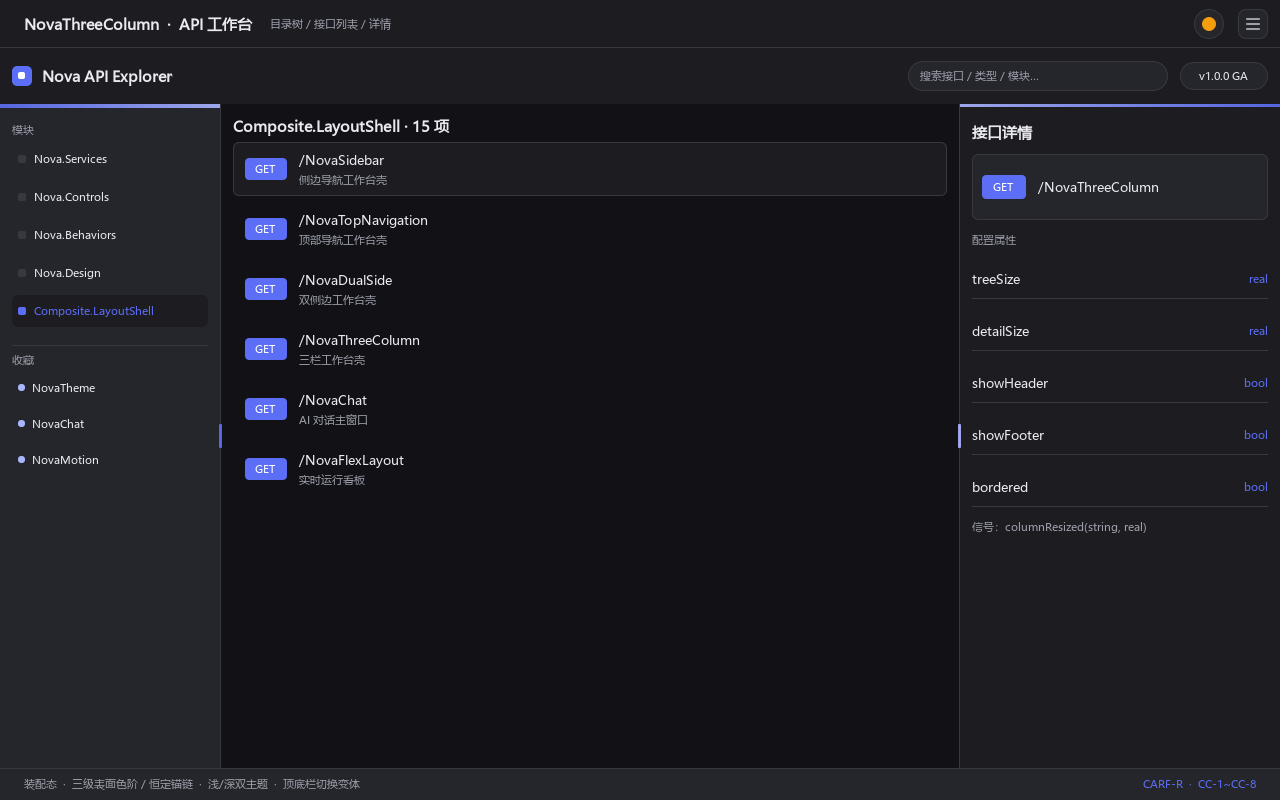 NovaThreeColumn · API 工作台
目录树 / 接口列表 / 详情
Nova API Explorer
搜索接口 / 类型 / 模块...
v1.0.0 GA
模块
Nova.Services
Nova.Controls
Nova.Behaviors
Nova.Design
Composite.LayoutShell
收藏
NovaTheme
NovaChat
NovaMotion
Composite.LayoutShell · 15 项
GET
/NovaSidebar
侧边导航工作台壳
GET
/NovaTopNavigation
顶部导航工作台壳
GET
/NovaDualSide
双侧边工作台壳
GET
/NovaThreeColumn
三栏工作台壳
GET
/NovaChat
AI 对话主窗口
GET
/NovaFlexLayout
实时运行看板
接口详情
GET
/NovaThreeColumn
配置属性
treeSize real
detailSize real
showHeader bool
showFooter bool
bordered bool
信号：columnResized(string, real)
装配态 · 三级表面色阶 / 恒定锚链 · 浅/深双主题 · 顶底栏切换变体
CARF-R · CC-1~CC-8